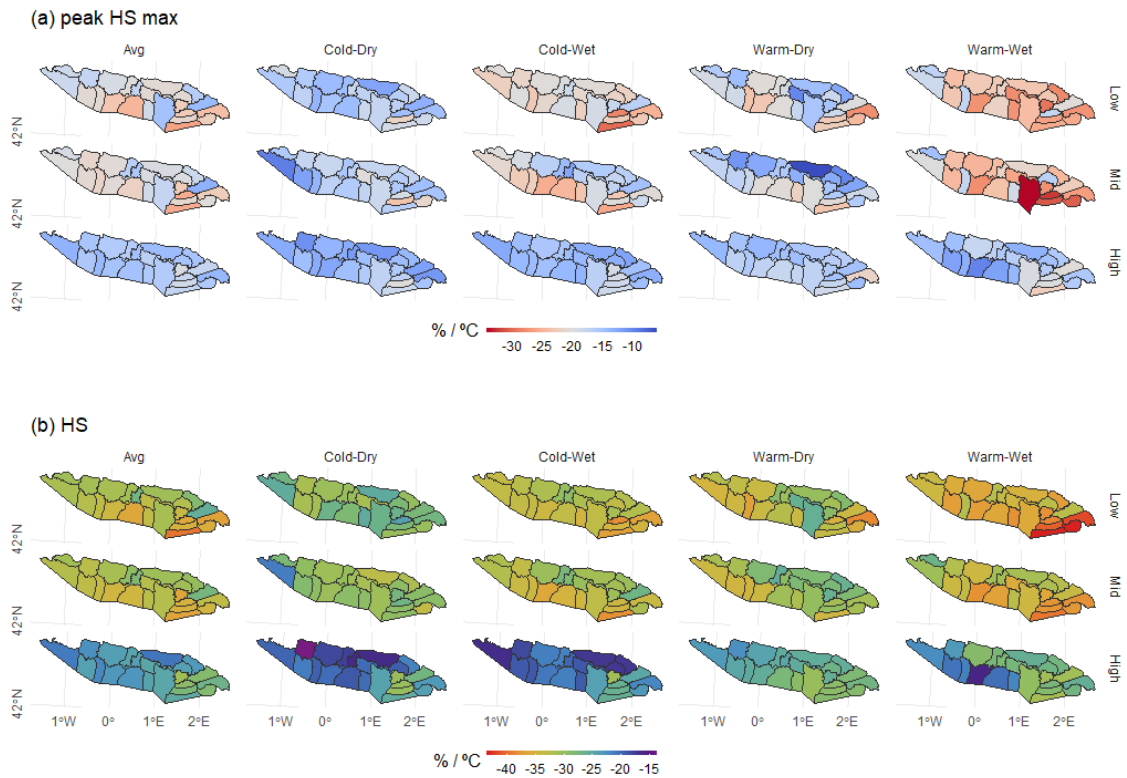 (a) peak HS max
Avg Cold-Dry Cold-Wet Warm-Dry Warm-Wet
Low
42°N
Mid
42°N
High
42°N
% / ºC
-30 -25 -20 -15 -10
(b) HS
Avg Cold-Dry Cold-Wet Warm-Dry Warm-Wet
Low
42°N
Mid
42°N
High
42°N
1°W 0° 1°E 2°E 1°W 0° 1°E 2°E 1°W 0° 1°E 2°E 1°W 0° 1°E 2°E 1°W 0° 1°E 2°E
% / ºC
-40 -35 -30 -25 -20 -15